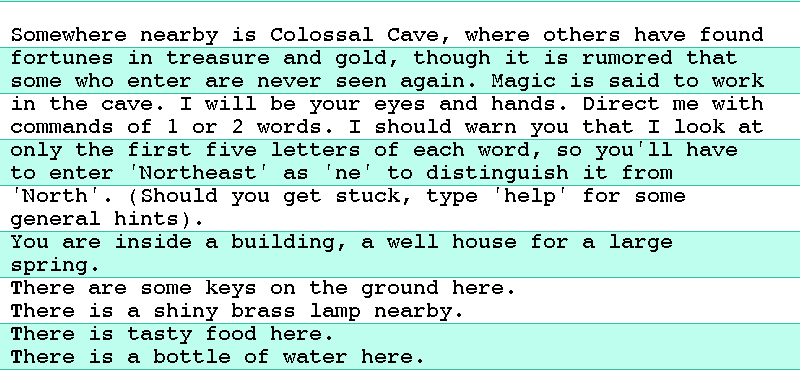 Somewhere nearby is Colossal Cave, where others have found
fortunes in treasure and gold, though it is rumored that
some who enter are never seen again. Magic is said to work
in the cave. I will be your eyes and hands. Direct me with
commands of 1 or 2 words. I should warn you that I look at
only the first five letters of each word, so you'll have
to enter 'Northeast' as 'ne' to distinguish it from
'North'. (Should you get stuck, type 'help' for some
general hints).
You are inside a building, a well house for a large
spring.
There are some keys on the ground here.
There is a shiny brass lamp nearby.
There is tasty food here.
There is a bottle of water here.